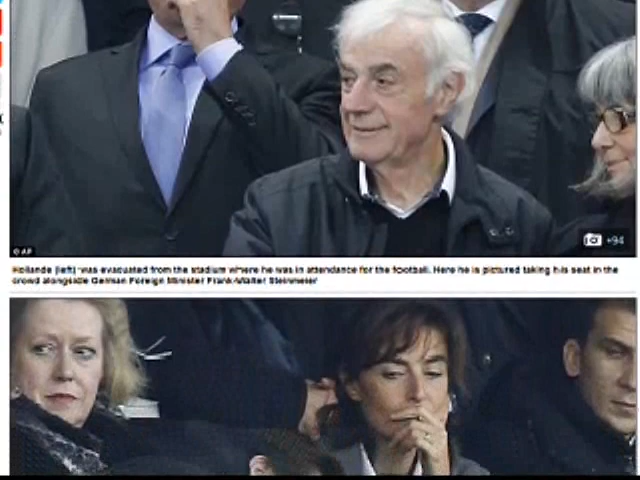 © AP
+94
Hollande (left) was evacuated from the stadium where he was in attendance for the football. Here he is pictured taking his seat in the
crowd alongside German Foreign Minister Frank-Walter Steinmeier